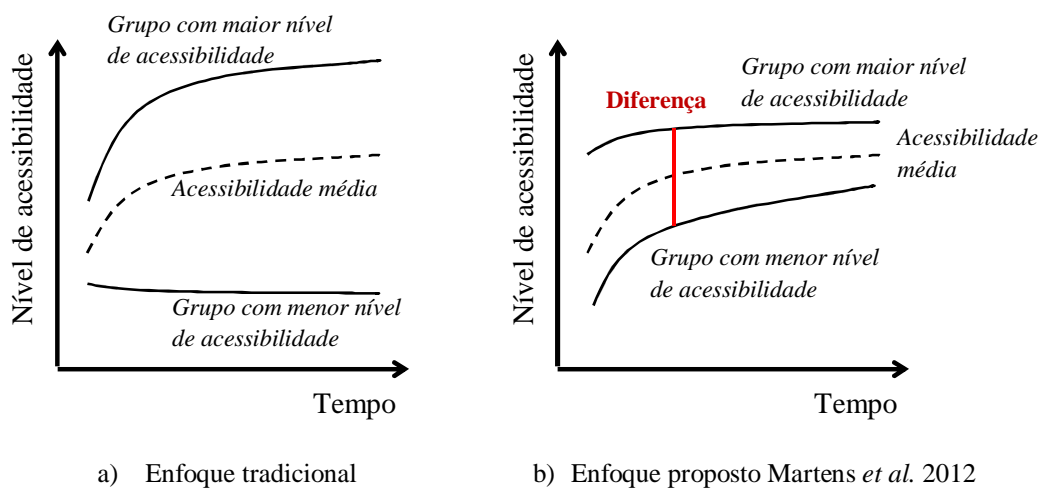 Grupo com maior nível
de acessibilidade
Nível de acessibilidade
Acessibilidade média
Grupo com menor nível
de acessibilidade
Tempo
a) Enfoque tradicional
Grupo com maior nível
de acessibilidade
Diferença
Acessibilidade
média
Nível de acessibilidade
Grupo com menor nível
de acessibilidade
Tempo
b) Enfoque proposto Martens et al. 2012